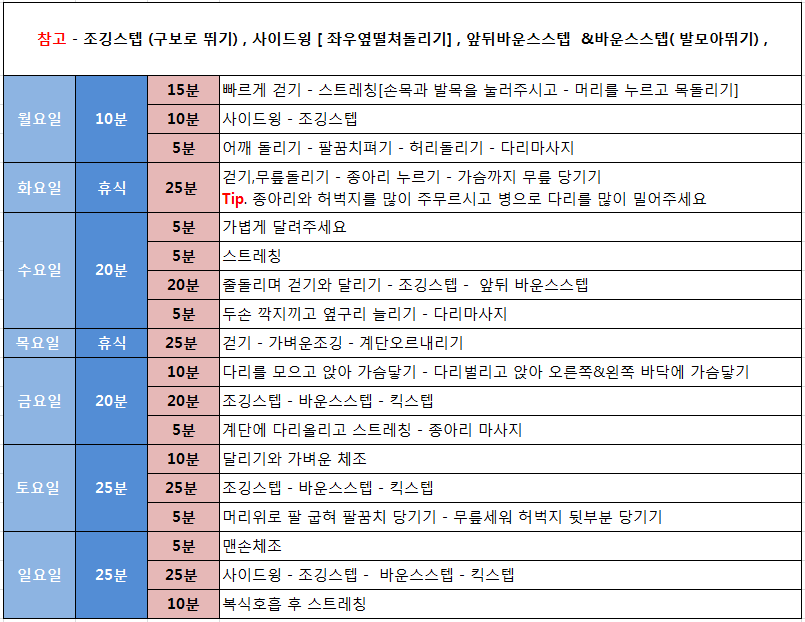 참고 - 조깅스텝 (구보로 뛰기) , 사이드윙 [ 좌우옆떨쳐돌리기] , 앞뒤바운스스텝 &바운스스텝( 발모아뛰기) ,
월요일 10분
15분 빠르게 걷기 - 스트레칭[손목과 발목을 눌러주시고 - 머리를 누르고 목돌리기]
10분 사이드윙 - 조깅스텝
5분 어깨 돌리기 - 팔꿈치펴기 - 허리돌리기 - 다리마사지
화요일 휴식 25분
걷기,무릎돌리기 - 종아리 누르기 - 가슴까지 무릎 당기기
Tip. 종아리와 허벅지를 많이 주무르시고 병으로 다리를 많이 밀어주세요
수요일 20분
5분 가볍게 달려주세요
5분 스트레칭
20분 줄돌리며 걷기와 달리기 - 조깅스텝 - 앞뒤 바운스스텝
5분 두손 깍지끼고 옆구리 늘리기 - 다리마사지
목요일 휴식 25분 걷기 - 가벼운조깅 - 계단오르내리기
금요일 20분
10분 다리를 모으고 앉아 가슴닿기 - 다리벌리고 앉아 오른쪽&왼쪽 바닥에 가슴닿기
20분 조깅스텝 - 바운스스텝 - 킥스텝
5분 계단에 다리올리고 스트레칭 - 종아리 마사지
토요일 25분
10분 달리기와 가벼운 체조
25분 조깅스텝 - 바운스스텝 - 킥스텝
5분 머리위로 팔 굽혀 팔꿈치 당기기 - 무릎세워 허벅지 뒷부분 당기기
일요일 25분
5분 맨손체조
25분 사이드윙 - 조깅스텝 - 바운스스텝 - 킥스텝
10분 복식호흡 후 스트레칭